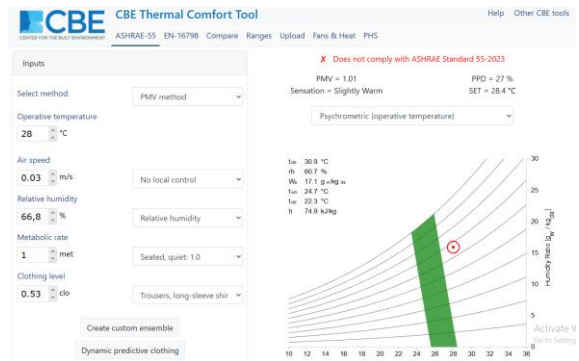 CBE
CENTER FOR THE BUILT ENVIRONMENT
CBE Thermal Comfort Tool
Help Other CBE tools
ASHRAE-55 EN-16798 Compare Ranges Upload Fans & Heat PHS
Inputs
Select method:
PMV method
Operative temperature
28 °C
Air speed
0.03 m/s
No local control
Relative humidity
66,8 %
Relative humidity
Metabolic rate
1 met
Seated, quiet: 1.0
Clothing level
0.53 clo
Trousers, long-sleeve shir
Create custom ensemble
Dynamic predictive clothing
✗ Does not comply with ASHRAE Standard 55-2023
PMV = 1.01 PPD = 27 %
Sensation = Slightly Warm SET = 28.4 °C
Psychrometric (operative temperature)
30.9 °C
rh 60.7 %
17.1
24.7 °C
22.3 °C
h 74.9 kJ/kg
30
25
20
15
10
5
0
Humidity Ratio [g w / kg da]
10 12 14 16 18 20 22 24 26 28 30 32 34 36
Activate
Go to Setting